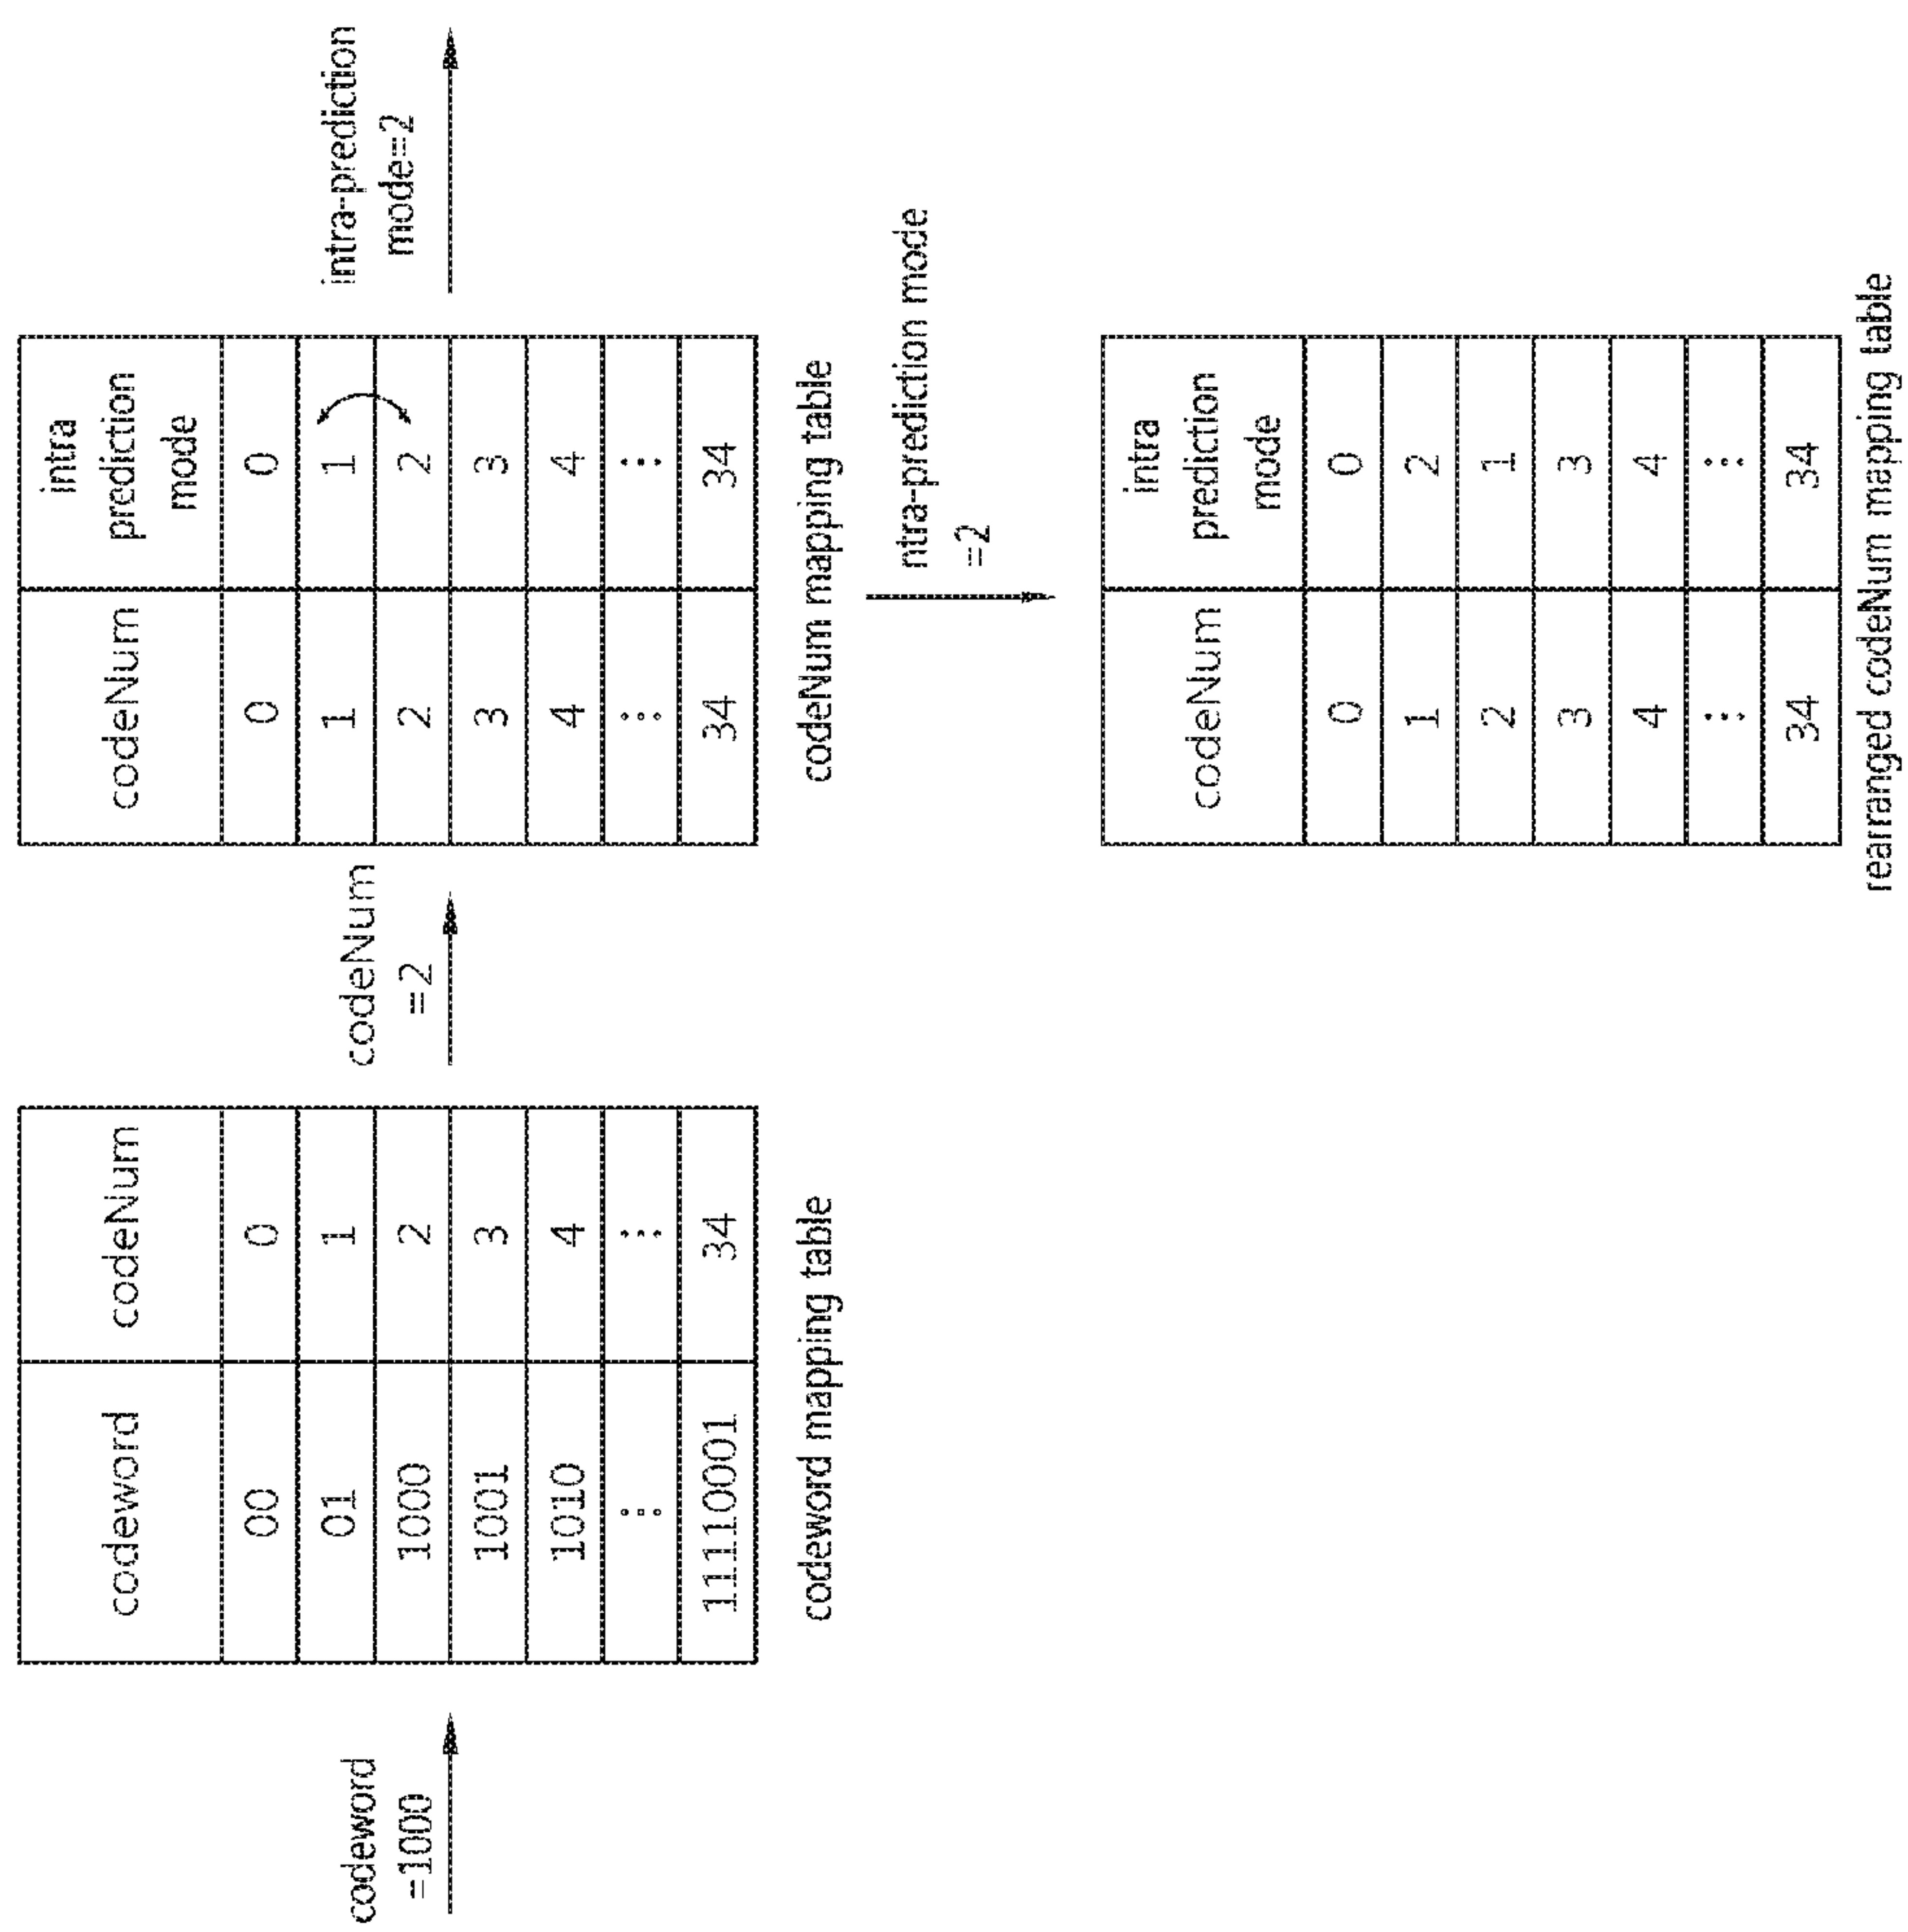 codeword
=1000
codeword codeNum
00 0
01 1
1000 2
1001 3
1010 4
⋮ ⋮
11110001 34
codeword mapping table
codeNum
=2
codeNum intra
prediction
mode
0 0
1 1
2 2
3 3
4 4
⋮ ⋮
34 34
codeNum mapping table
intra-prediction
mode=2
ntra-prediction mode
=2
codeNum intra
prediction
mode
0 0
1 2
2 1
3 3
4 4
⋮ ⋮
34 34
rearranged codeNum mapping table